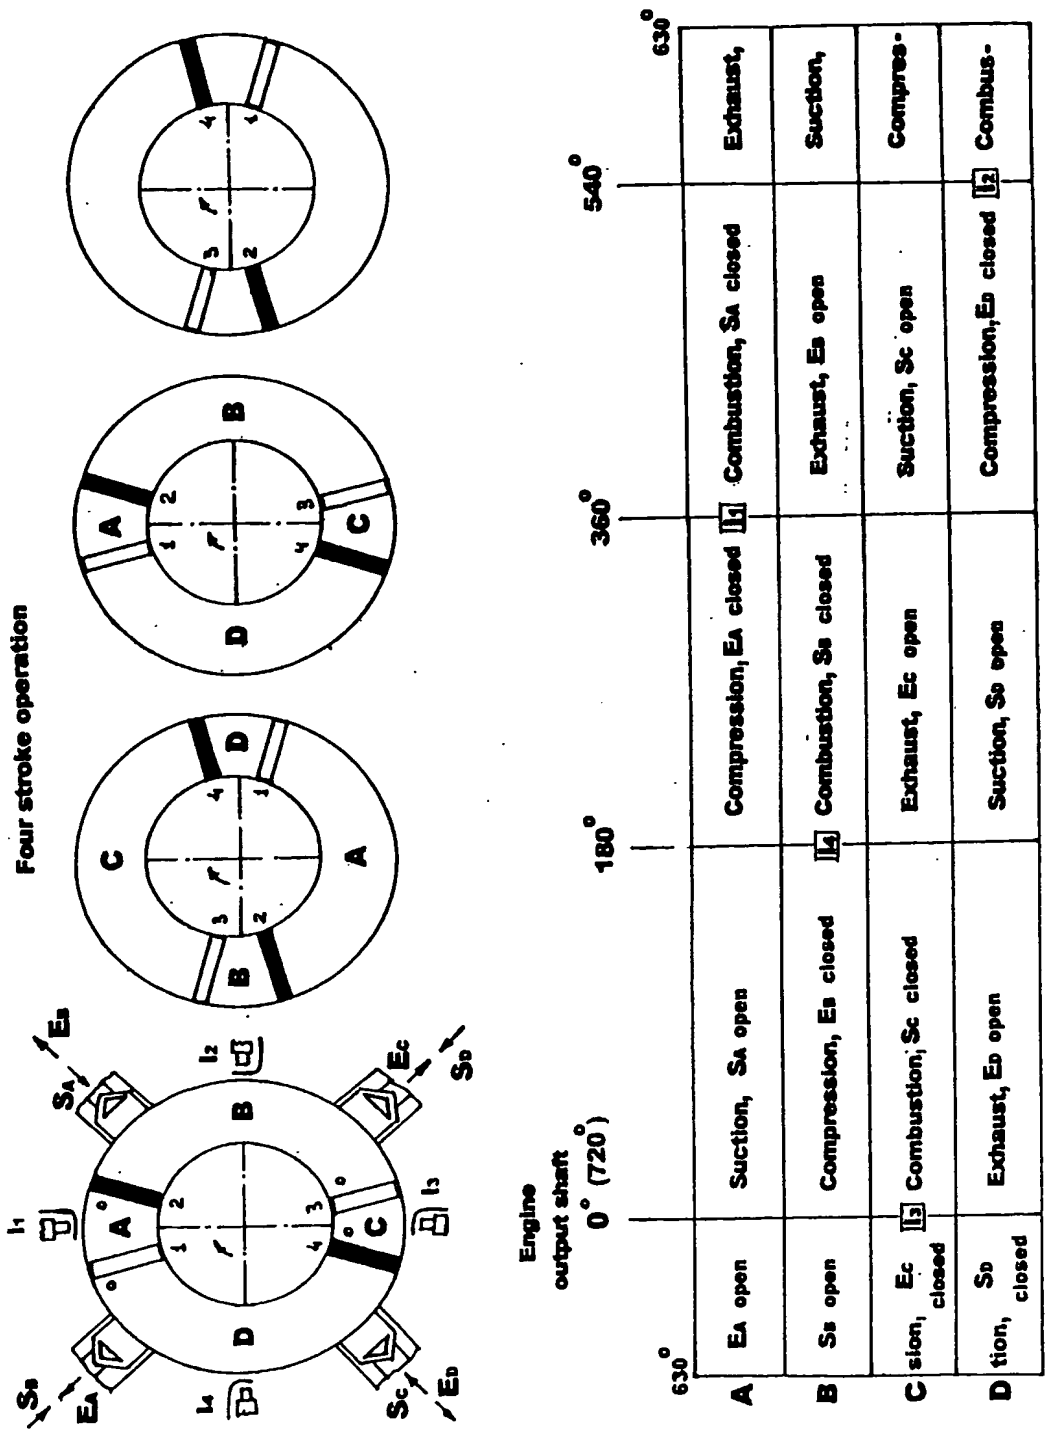 Four stroke operation
I1
SB
EA
SA
EB
A
1
2
D
B
4
3
C
I4
I2
SC
ED
EC
SD
I3
C
3
4
B
D
2
1
A
A
1
2
D
B
4
3
C
3
4
2
1
Engine
output shaft
630° 0° (720°) 180° 360° 540° 630°
A EA open Suction, SA open Compression, EA closed I1 Combustion, SA closed Exhaust,
B SB open Compression, EB closed I4 Combustion, SB closed Exhaust, EB open Suction,
C sion, EC closed I3 Combustion, SC closed Exhaust, EC open Suction, SC open Compres-
D tion, SD closed Exhaust, ED open Suction, SD open Compression, ED closed I2 Combus-